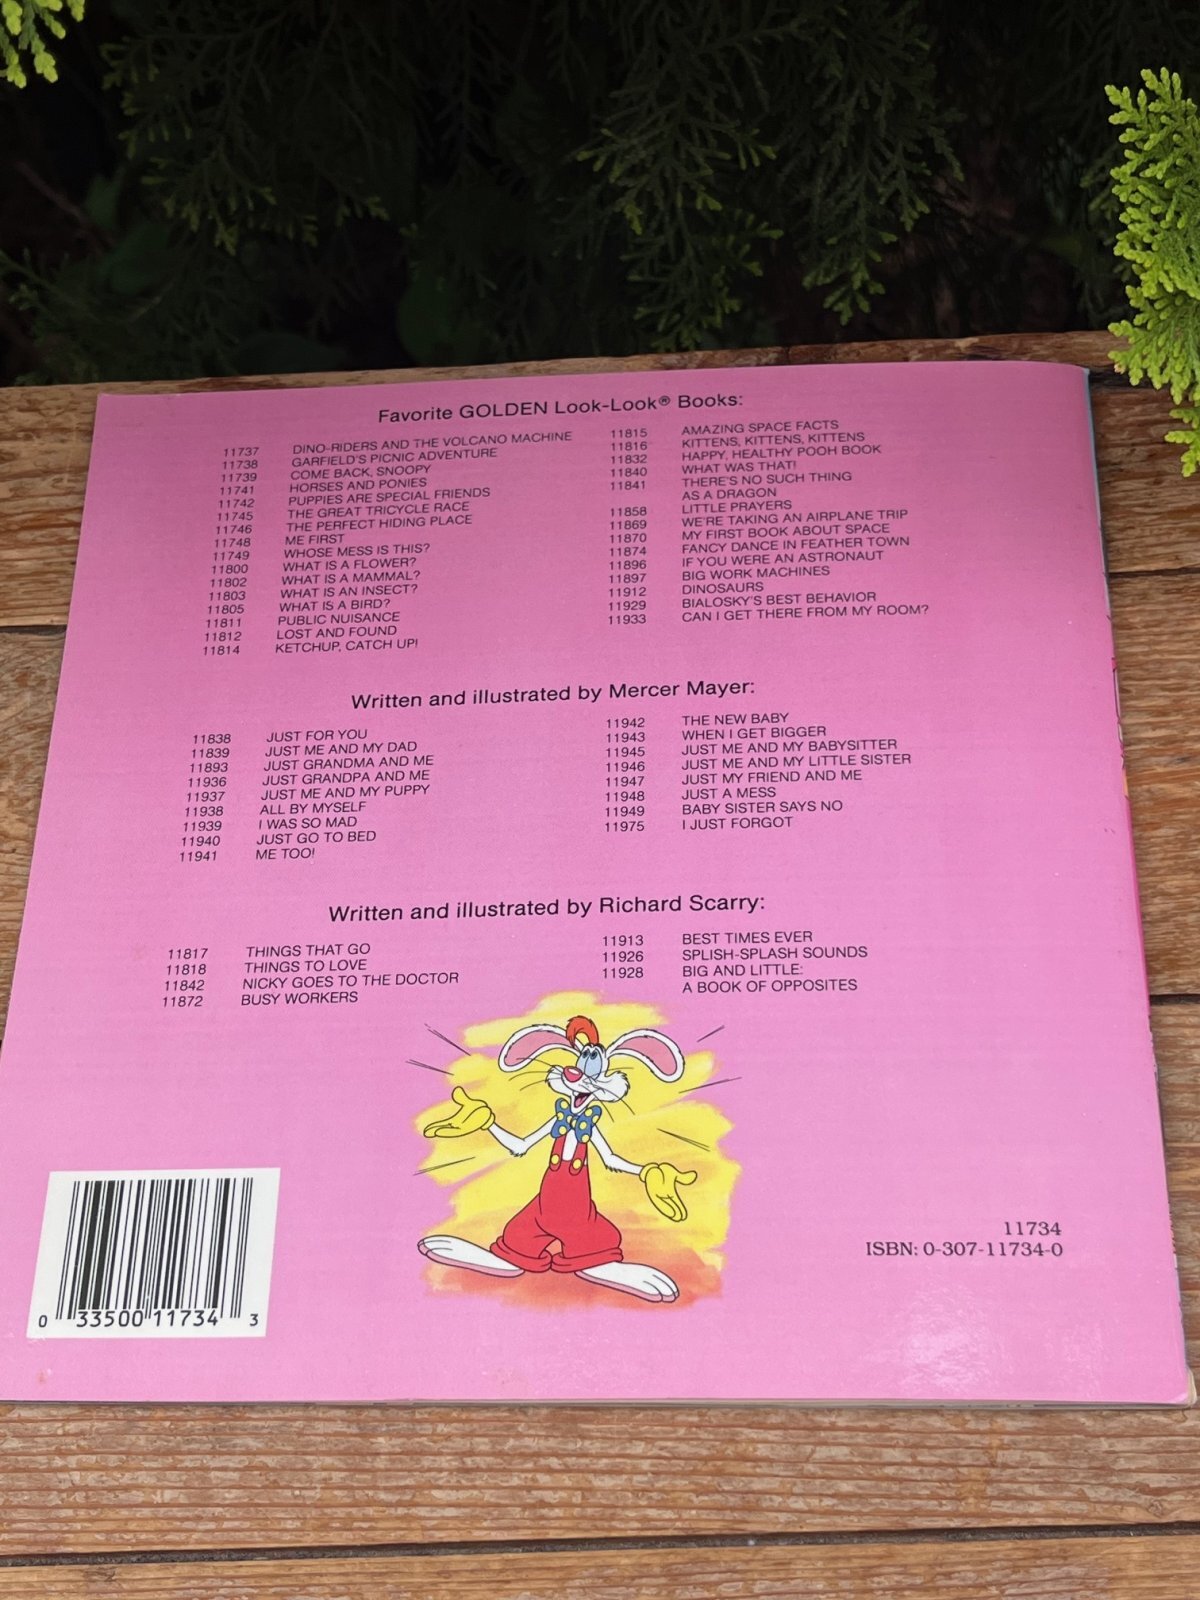 Favorite GOLDEN Look-Look® Books:
11737 DINO-RIDERS AND THE VOLCANO MACHINE
11738 GARFIELD'S PICNIC ADVENTURE
11739 COME BACK, SNOOPY
11741 HORSES AND PONIES
11742 PUPPIES ARE SPECIAL FRIENDS
11745 THE GREAT TRICYCLE RACE
11746 THE PERFECT HIDING PLACE
11748 ME FIRST
11749 WHOSE MESS IS THIS?
11800 WHAT IS A FLOWER?
11802 WHAT IS A MAMMAL?
11803 WHAT IS AN INSECT?
11805 WHAT IS A BIRD?
11811 PUBLIC NUISANCE
11812 LOST AND FOUND
11814 KETCHUP, CATCH UP!
11815 AMAZING SPACE FACTS
11816 KITTENS, KITTENS, KITTENS
11832 HAPPY, HEALTHY POOH BOOK
11840 WHAT WAS THAT!
11841 THERE'S NO SUCH THING
AS A DRAGON
11858 LITTLE PRAYERS
11869 WE'RE TAKING AN AIRPLANE TRIP
11870 MY FIRST BOOK ABOUT SPACE
11874 FANCY DANCE IN FEATHER TOWN
11896 IF YOU WERE AN ASTRONAUT
11897 BIG WORK MACHINES
11912 DINOSAURS
11929 BIALOSKY'S BEST BEHAVIOR
11933 CAN I GET THERE FROM MY ROOM?
Written and illustrated by Mercer Mayer:
11838 JUST FOR YOU
11839 JUST ME AND MY DAD
11893 JUST GRANDMA AND ME
11936 JUST GRANDPA AND ME
11937 JUST ME AND MY PUPPY
11938 ALL BY MYSELF
11939 I WAS SO MAD
11940 JUST GO TO BED
11941 ME TOO!
11942 THE NEW BABY
11943 WHEN I GET BIGGER
11945 JUST ME AND MY BABYSITTER
11946 JUST ME AND MY LITTLE SISTER
11947 JUST MY FRIEND AND ME
11948 JUST A MESS
11949 BABY SISTER SAYS NO
11975 I JUST FORGOT
Written and illustrated by Richard Scarry:
11817 THINGS THAT GO
11818 THINGS TO LOVE
11842 NICKY GOES TO THE DOCTOR
11872 BUSY WORKERS
11913 BEST TIMES EVER
11926 SPLISH-SPLASH SOUNDS
11928 BIG AND LITTLE:
A BOOK OF OPPOSITES
11734
ISBN: 0-307-11734-0
0 33500 11734 3